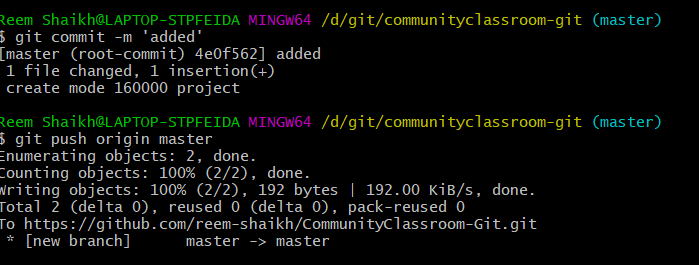 Reem Shaikh@LAPTOP-STPFEIDA MINGW64 /d/git/communityclassroom-git (master)
$ git commit -m 'added'
[master (root-commit) 4e0f562] added
 1 file changed, 1 insertion(+)
 create mode 160000 project

Reem Shaikh@LAPTOP-STPFEIDA MINGW64 /d/git/communityclassroom-git (master)
$ git push origin master
Enumerating objects: 2, done.
Counting objects: 100% (2/2), done.
Writing objects: 100% (2/2), 192 bytes | 192.00 KiB/s, done.
Total 2 (delta 0), reused 0 (delta 0), pack-reused 0
To https://github.com/reem-shaikh/CommunityClassroom-Git.git
 * [new branch]      master -> master